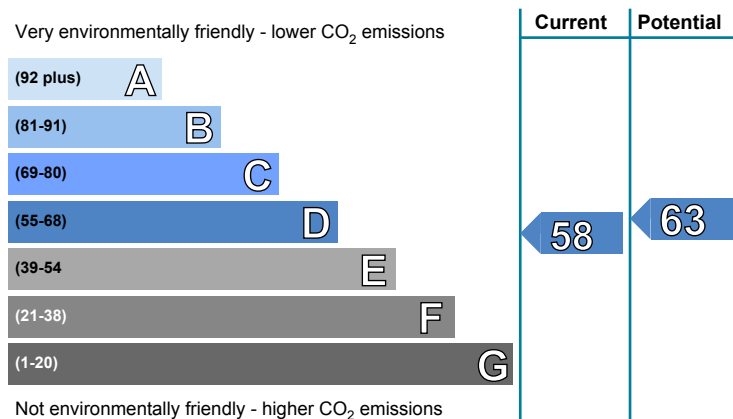 Very environmentally friendly - lower CO2 emissions
Current
Potential
(92 plus) A
(81-91) B
(69-80) C
(55-68) D
(39-54 E
(21-38) F
(1-20) G
58
63
Not environmentally friendly - higher CO2 emissions